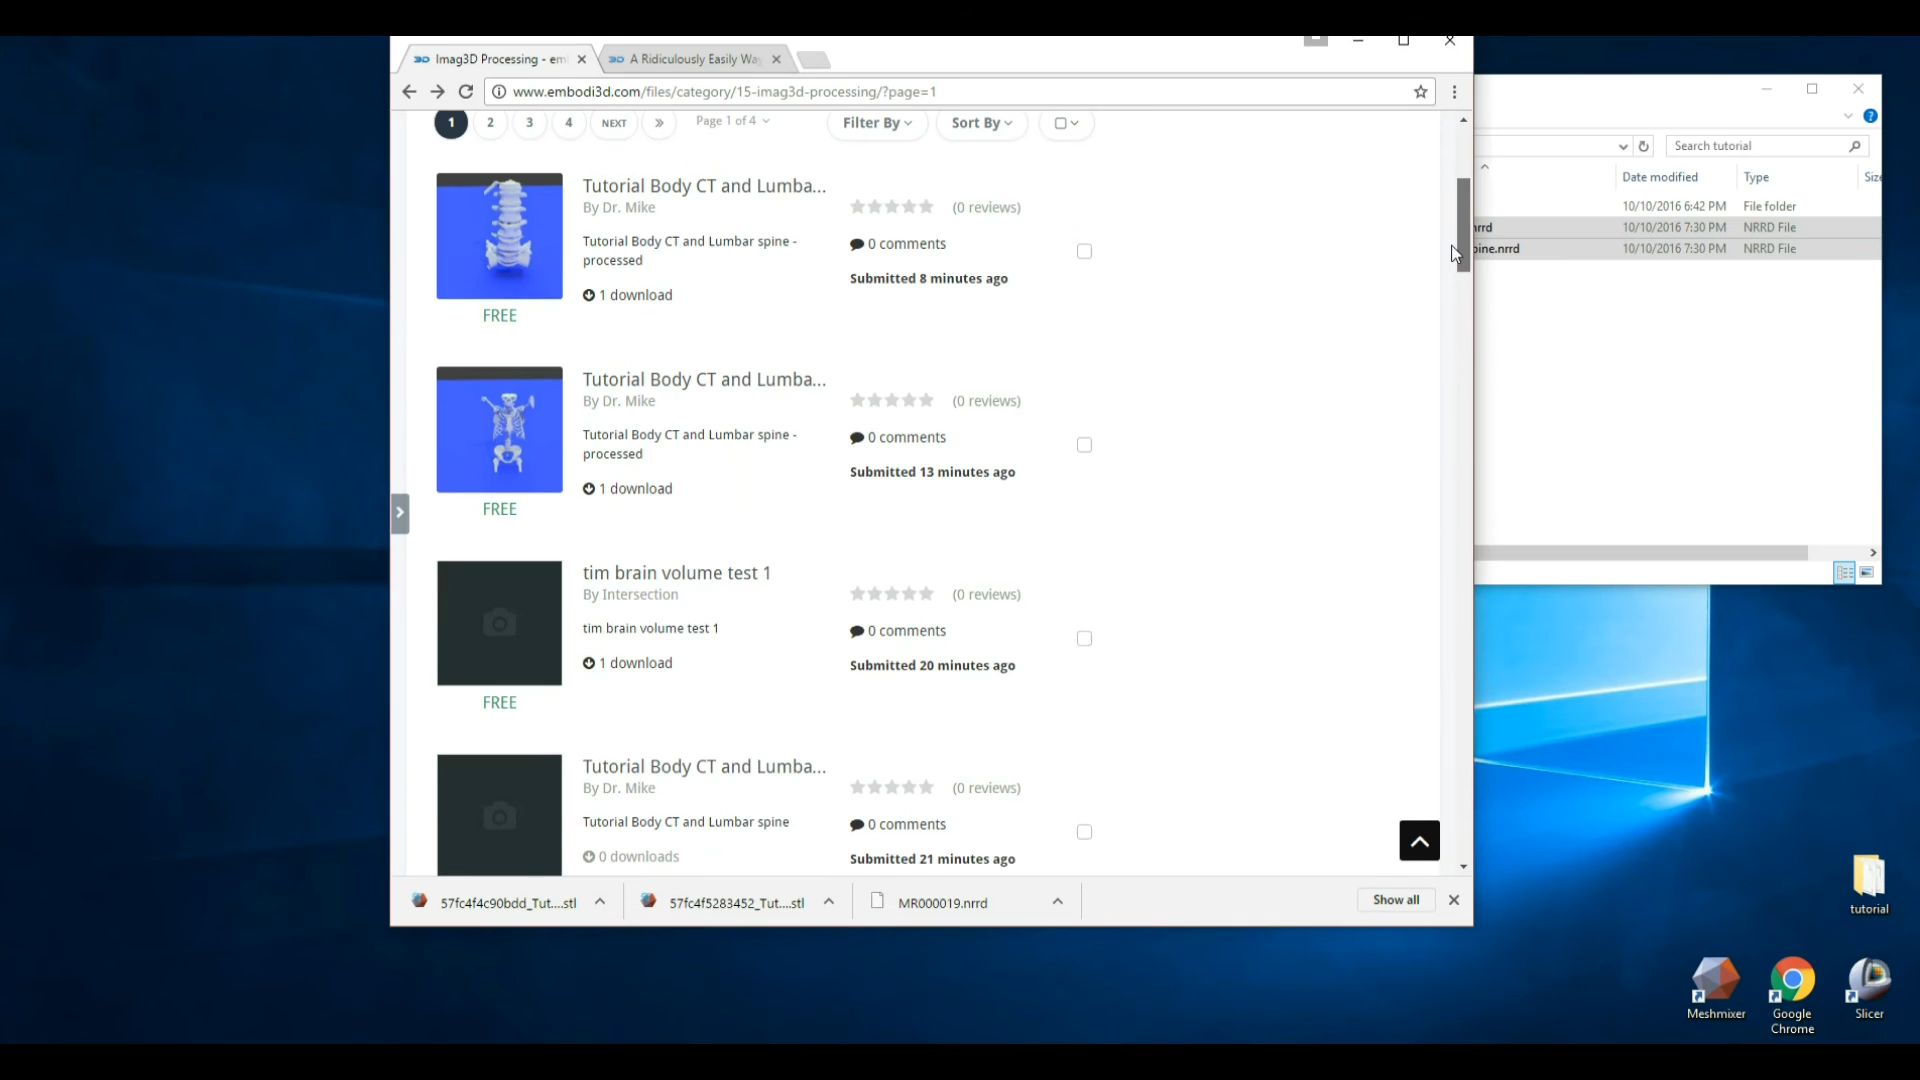 Imag3D Processing - em
A Ridiculously Easily Way
www.embodi3d.com/files/category/15-imag3d-processing/?page=1
1 2 3 4 NEXT » Page 1 of 4 Filter By Sort By
Tutorial Body CT and Lumba...
By Dr. Mike
(0 reviews)
Tutorial Body CT and Lumbar spine -
processed
0 comments
Submitted 8 minutes ago
1 download
FREE
Tutorial Body CT and Lumba...
By Dr. Mike
(0 reviews)
Tutorial Body CT and Lumbar spine -
processed
0 comments
Submitted 13 minutes ago
1 download
FREE
tim brain volume test 1
By Intersection
(0 reviews)
tim brain volume test 1
0 comments
Submitted 20 minutes ago
1 download
FREE
Tutorial Body CT and Lumba...
By Dr. Mike
(0 reviews)
Tutorial Body CT and Lumbar spine
0 comments
Submitted 21 minutes ago
0 downloads
57fc4f4c90bdd_Tut....stl
57fc4f5283452_Tut....stl
MR000019.nrrd
Show all
Search tutorial
Date modified Type Size
10/10/2016 6:42 PM File folder
nrrd 10/10/2016 7:30 PM NRRD File
pine.nrrd 10/10/2016 7:30 PM NRRD File
tutorial
Meshmixer
Google
Chrome
Slicer